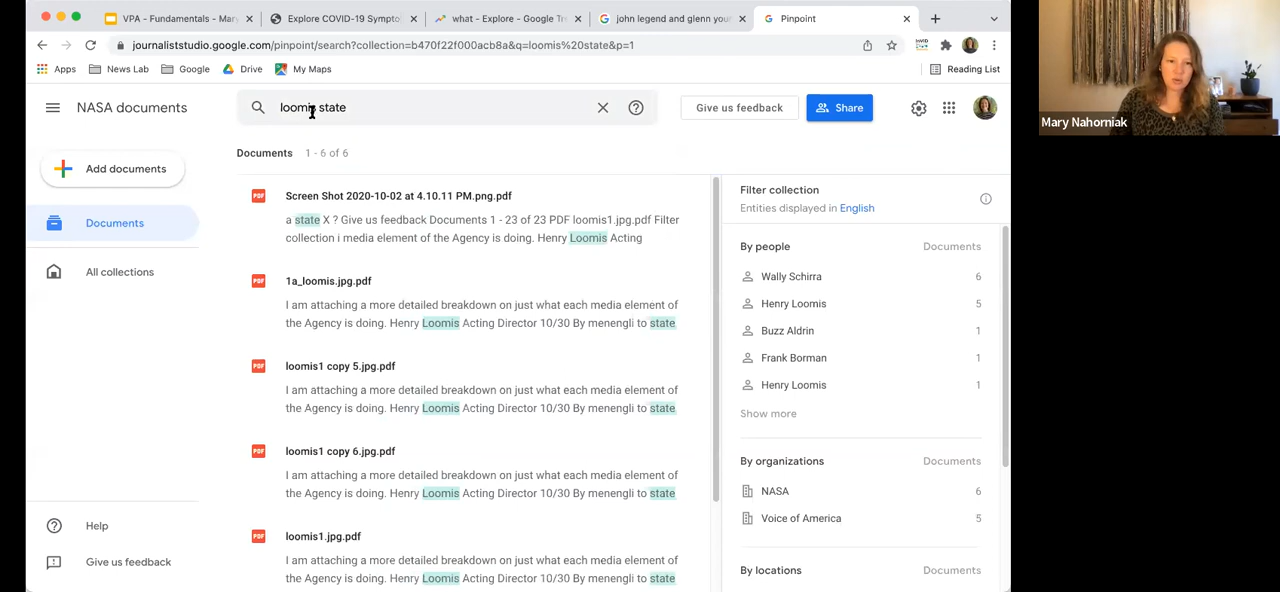 VPA - Fundamentals - Mar
Explore COVID-19 Sympto
what - Explore - Google Tr
john legend and glenn you
Pinpoint
journaliststudio.google.com/pinpoint/search?collection=b470f22f000acb8a&q=loomis%20state&p=1
Apps
News Lab
Google
Drive
My Maps
Reading List
NASA documents
loomis state
Give us feedback
Share
Mary Nahorniak
Add documents
Documents
All collections
Help
Give us feedback
Documents 1 - 6 of 6
Screen Shot 2020-10-02 at 4.10.11 PM.png.pdf
a state X ? Give us feedback Documents 1 - 23 of 23 PDF loomis1.jpg.pdf Filter
collection i media element of the Agency is doing. Henry Loomis Acting
1a_loomis.jpg.pdf
I am attaching a more detailed breakdown on just what each media element of
the Agency is doing. Henry Loomis Acting Director 10/30 By menengli to state
loomis1 copy 5.jpg.pdf
I am attaching a more detailed breakdown on just what each media element of
the Agency is doing. Henry Loomis Acting Director 10/30 By menengli to state
loomis1 copy 6.jpg.pdf
I am attaching a more detailed breakdown on just what each media element of
the Agency is doing. Henry Loomis Acting Director 10/30 By menengli to state
loomis1.jpg.pdf
I am attaching a more detailed breakdown on just what each media element of
the Agency is doing. Henry Loomis Acting Director 10/30 By menengli to state
PDF
PDF
PDF
PDF
PDF
Filter collection
Entities displayed in English
By people Documents
Wally Schirra 6
Henry Loomis 5
Buzz Aldrin 1
Frank Borman 1
Henry Loomis 1
Show more
By organizations Documents
NASA 6
Voice of America 5
By locations Documents